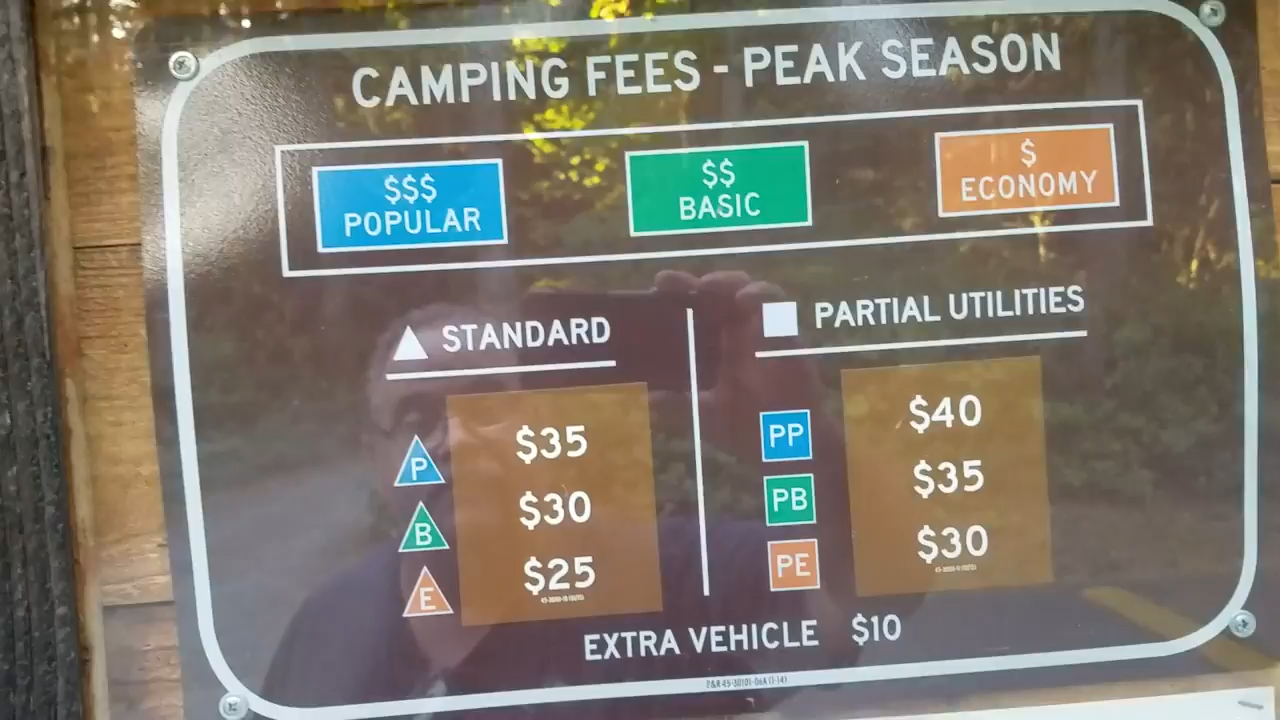 CAMPING FEES - PEAK SEASON
$$$
POPULAR
$$
BASIC
$
ECONOMY
STANDARD
P $35
B $30
E $25
PARTIAL UTILITIES
PP $40
PB $35
PE $30
EXTRA VEHICLE $10